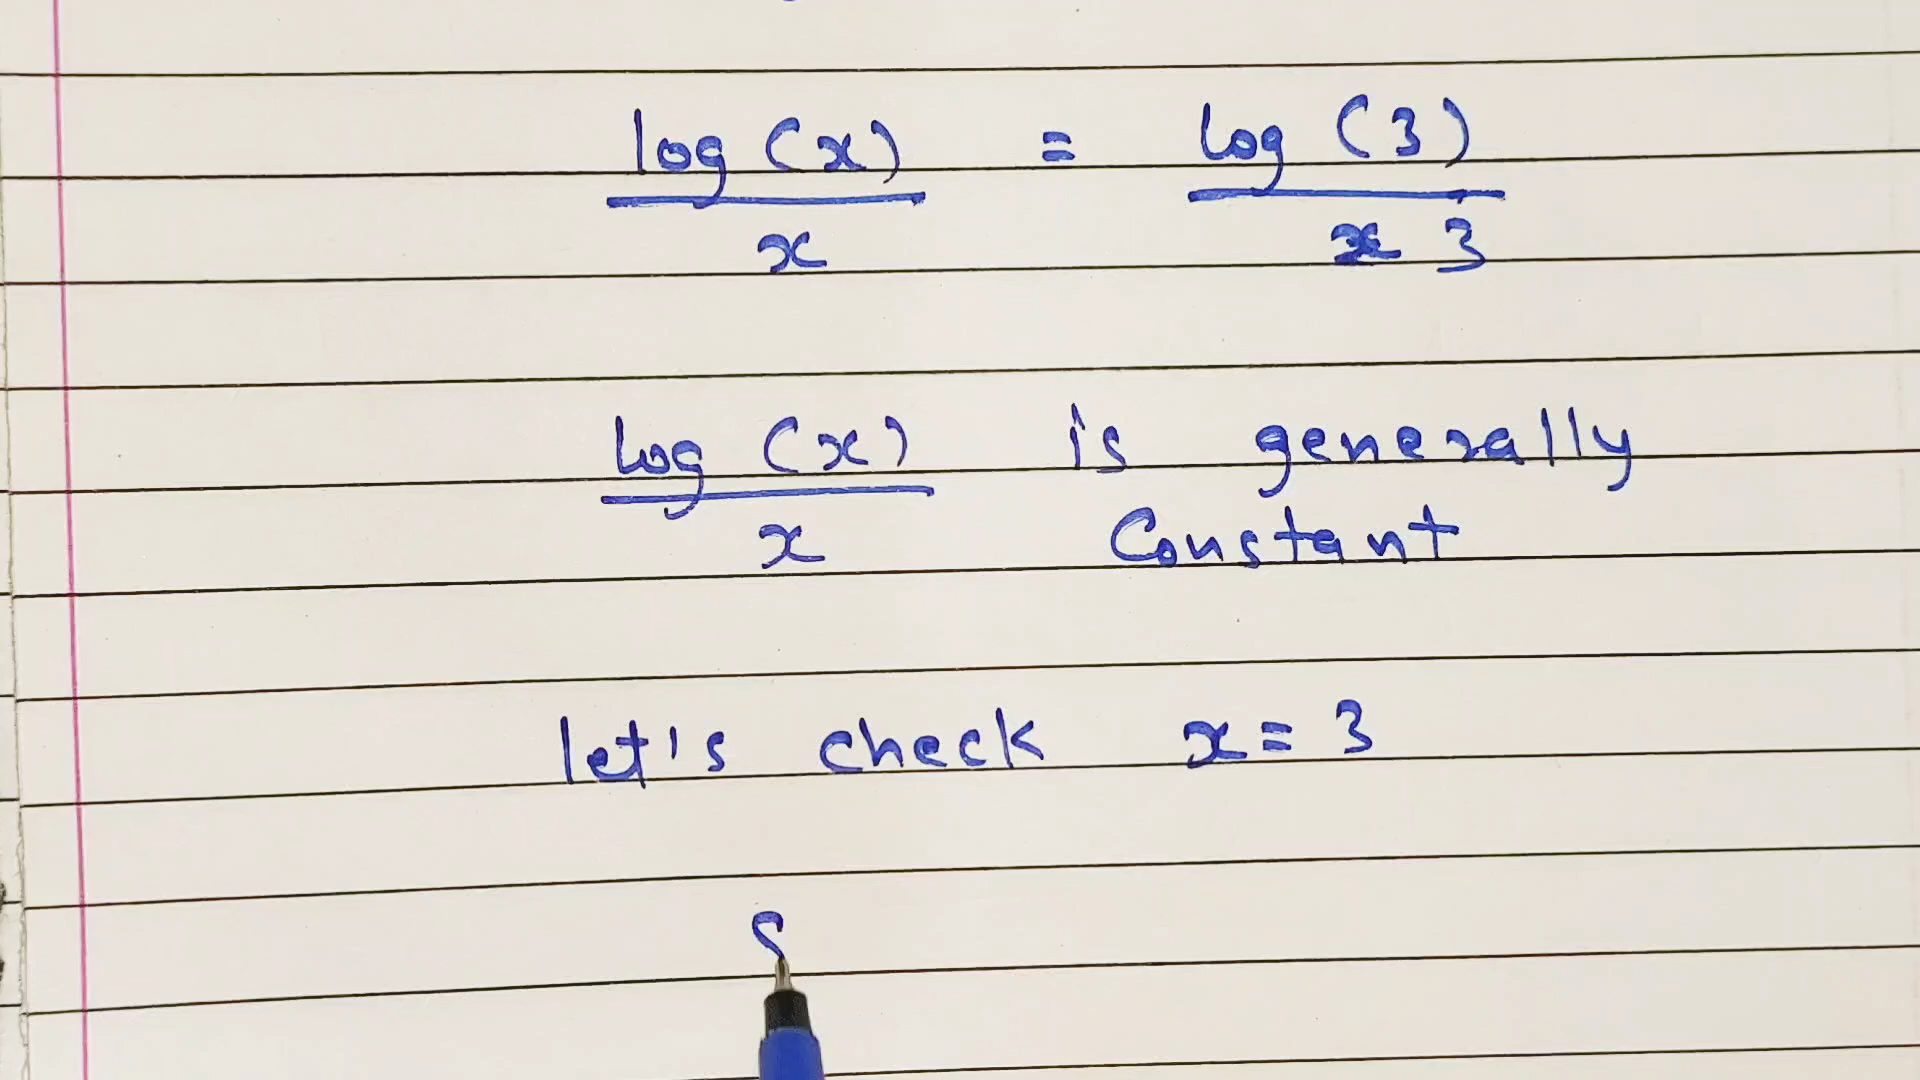 log (x) / x = log (3) / 3
log (x) / x is generally
Constant
let's check x = 3